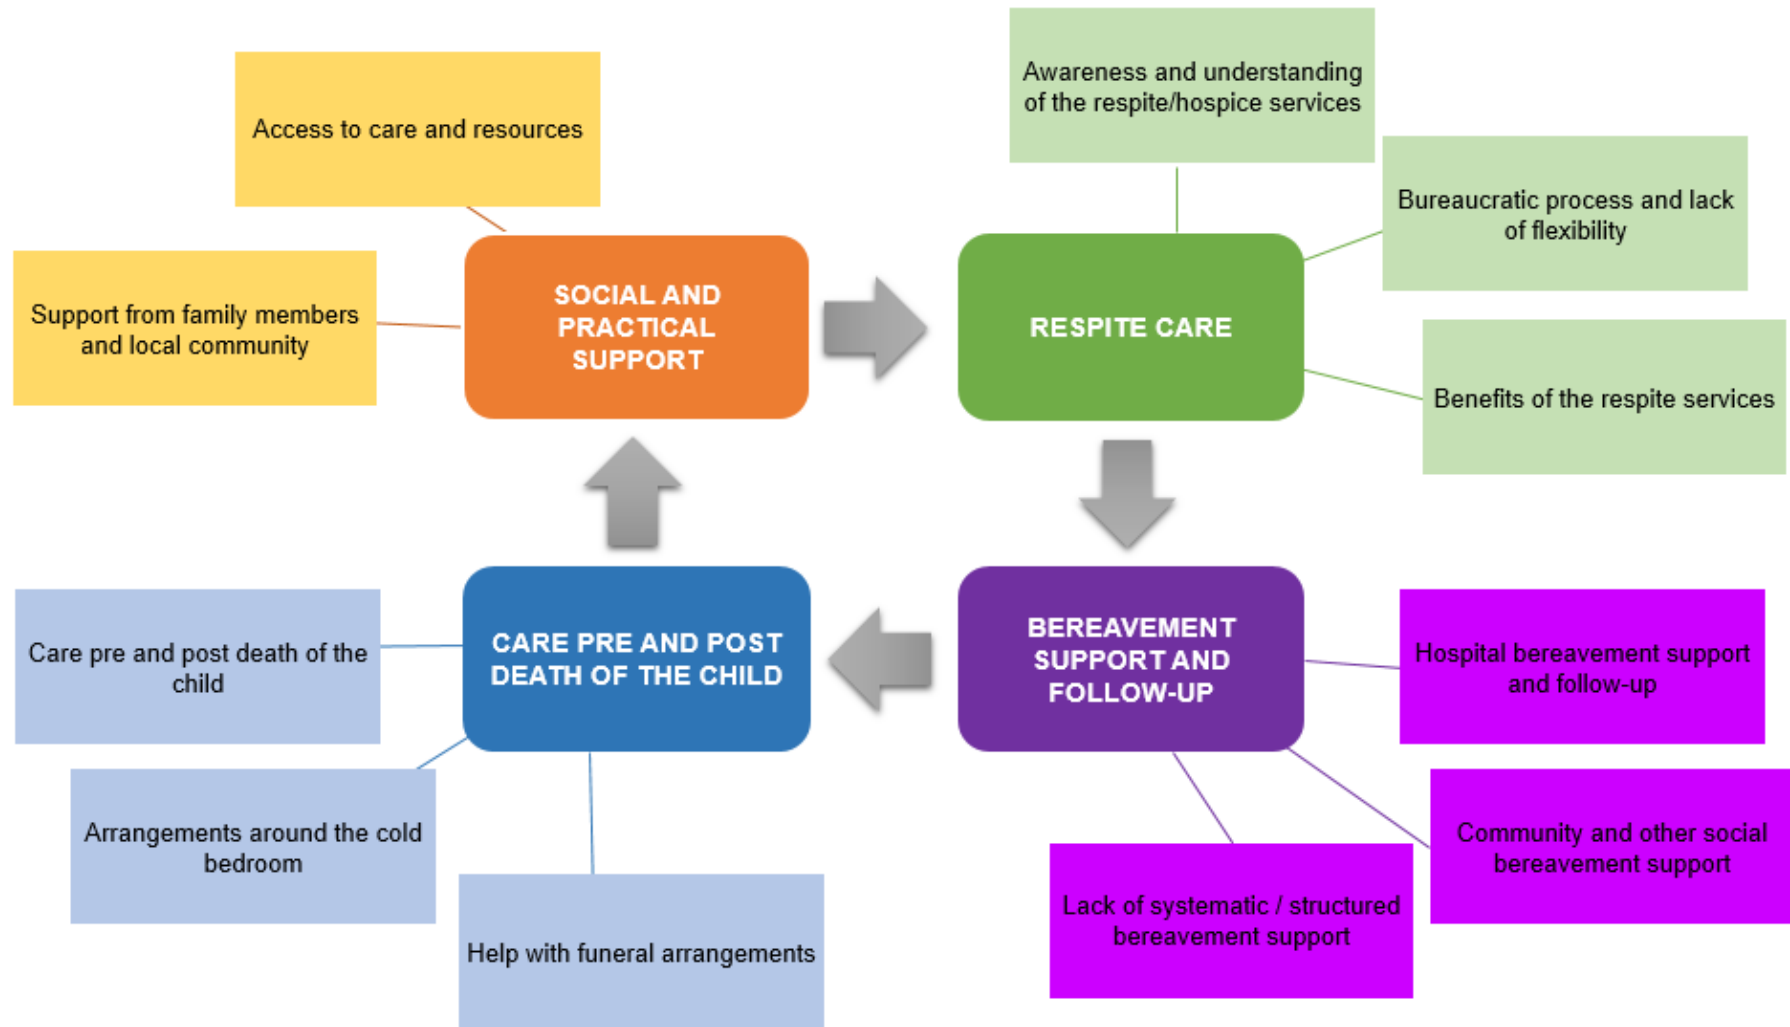 Access to care and resources
Support from family members
and local community
SOCIAL AND
PRACTICAL
SUPPORT
Awareness and understanding
of the respite/hospice services
Bureaucratic process and lack
of flexibility
Benefits of the respite services
RESPITE CARE
BEREAVEMENT
SUPPORT AND
FOLLOW-UP
Hospital bereavement support
and follow-up
Community and other social
bereavement support
Lack of systematic / structured
bereavement support
CARE PRE AND POST
DEATH OF THE CHILD
Care pre and post death of the
child
Arrangements around the cold
bedroom
Help with funeral arrangements